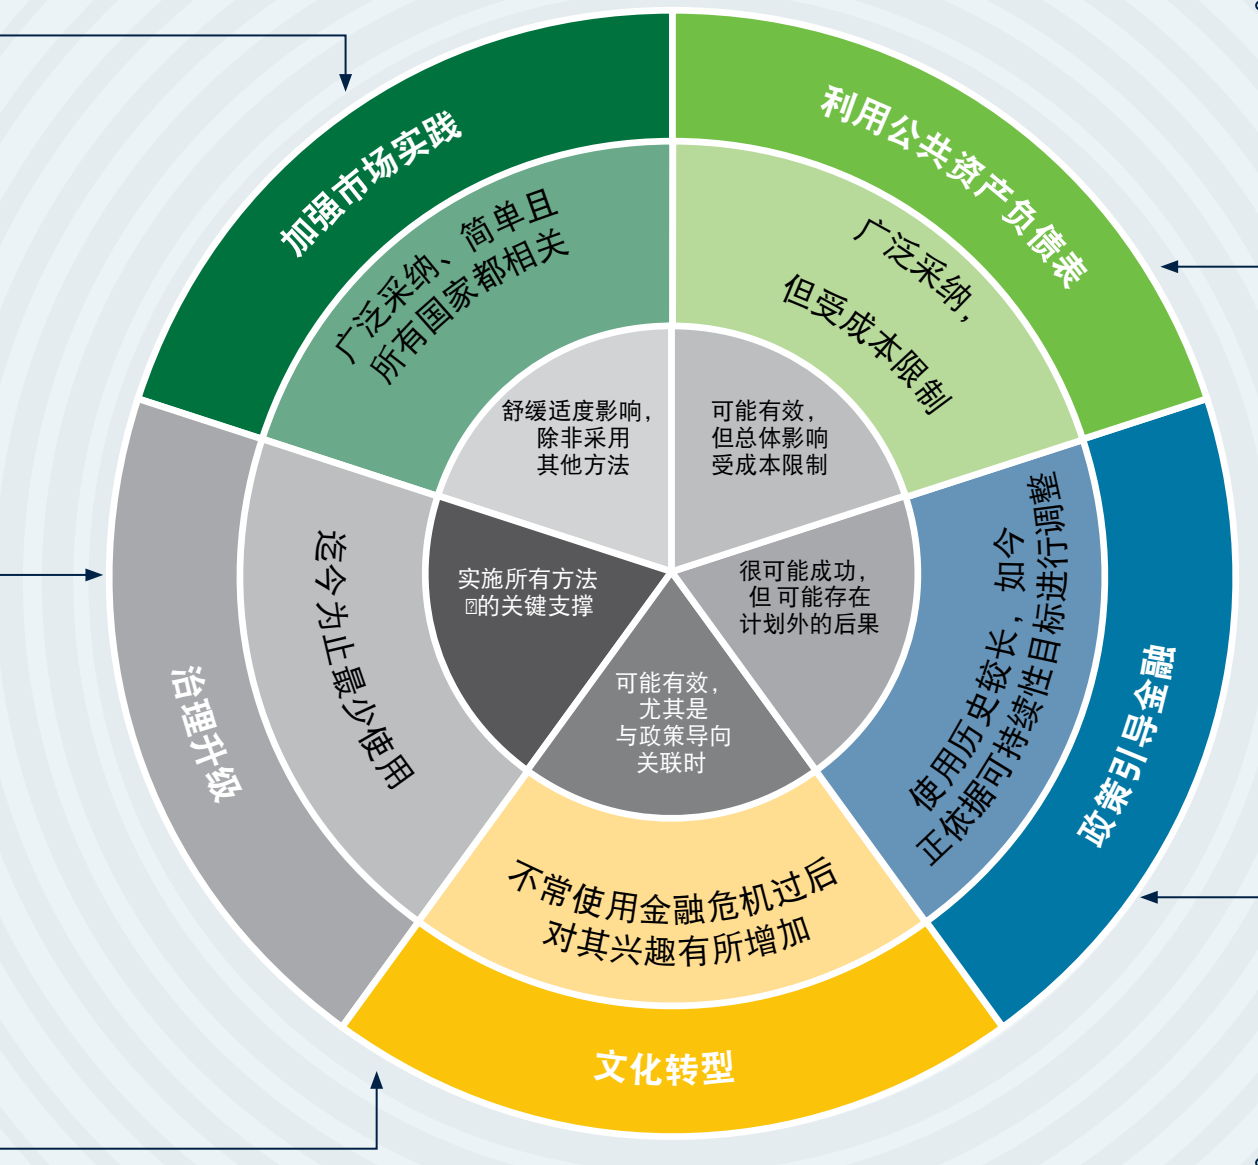 加强市场实践
广泛采纳、简单且
所有国家都相关
舒缓适度影响，
除非采用
其他方法
利用公共资产负债表
广泛采纳，
但受成本限制
可能有效，
但总体影响
受成本限制
政策引导金融
使用历史较长，如今
正依据可持续性目标进行调整
很可能成功，
但 可能存在
计划外的后果
文化转型
不常使用金融危机过后
对其兴趣有所增加
可能有效，
尤其是
与政策导向
关联时
治理升级
迄今为止最少使用
实施所有方法
的关键支撑